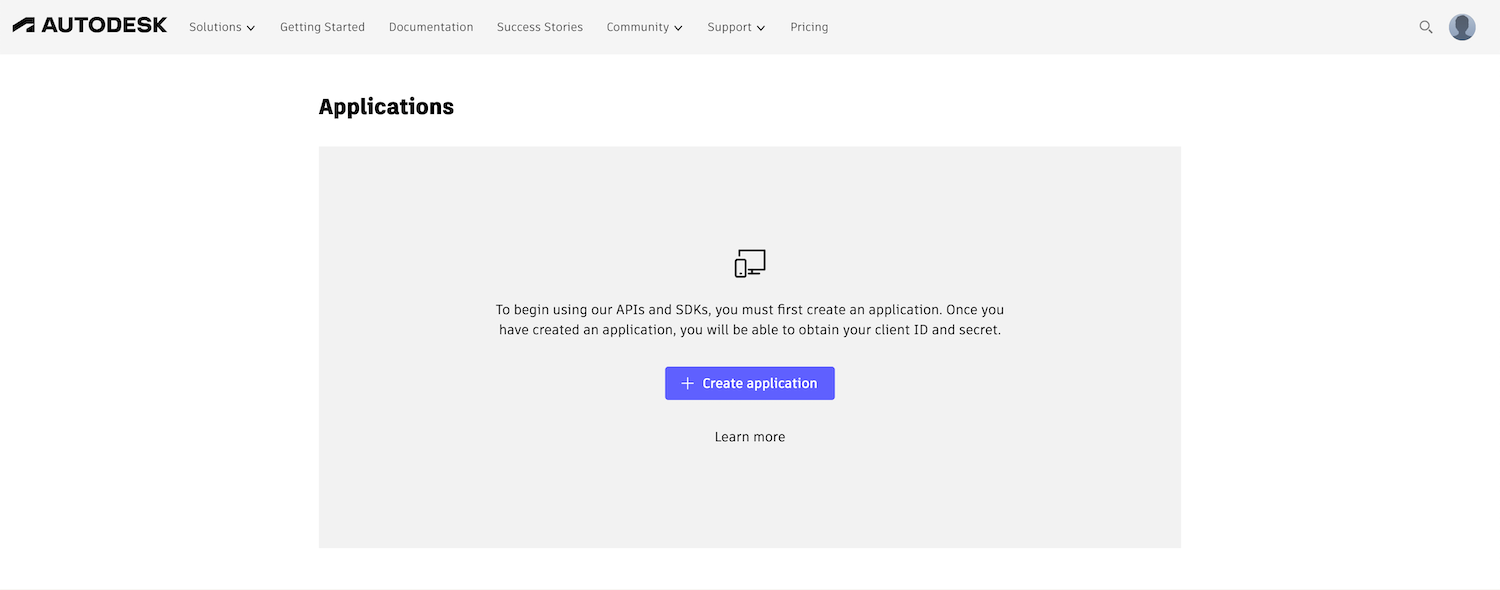 AUTODESK Solutions Getting Started Documentation Success Stories Community Support Pricing
Applications
To begin using our APIs and SDKs, you must first create an application. Once you
have created an application, you will be able to obtain your client ID and secret.
Create application
Learn more